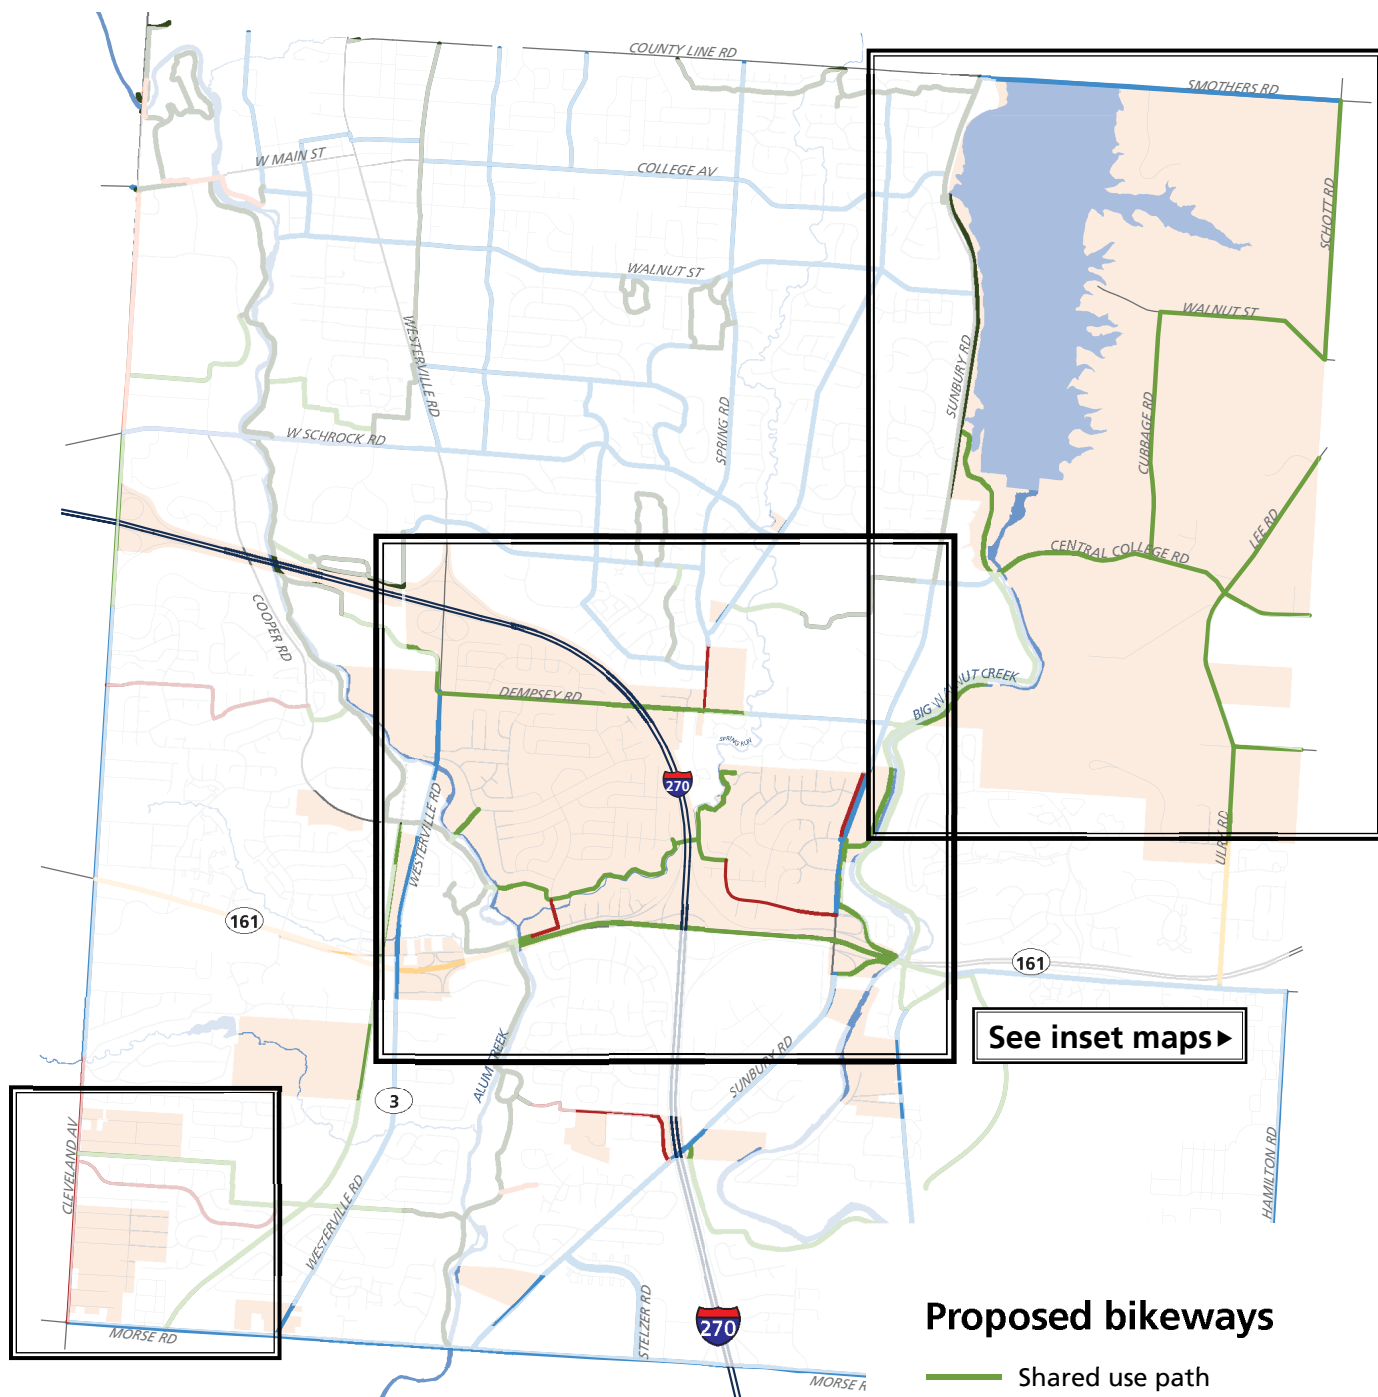 COUNTY LINE RD
SMOTHERS RD
W MAIN ST
COLLEGE AV
SCHOTT RD
WALNUT ST
WALNUT ST
WESTERVILLE RD
SUNBURY RD
CUBBAGE RD
SPRING RD
W SCHROCK RD
LEE RD
CENTRAL COLLEGE RD
COOPER RD
DEMPSEY RD
BIG WALNUT CREEK
SPRING RUN
270
WESTERVILLE RD
ULRY RD
161
161
See inset maps ▸
SUNBURY RD
ALUM CREEK
3
CLEVELAND AV
HAMILTON RD
WESTERVILLE RD
STELZER RD
270
Proposed bikeways
MORSE RD
Shared use path
MORSE R